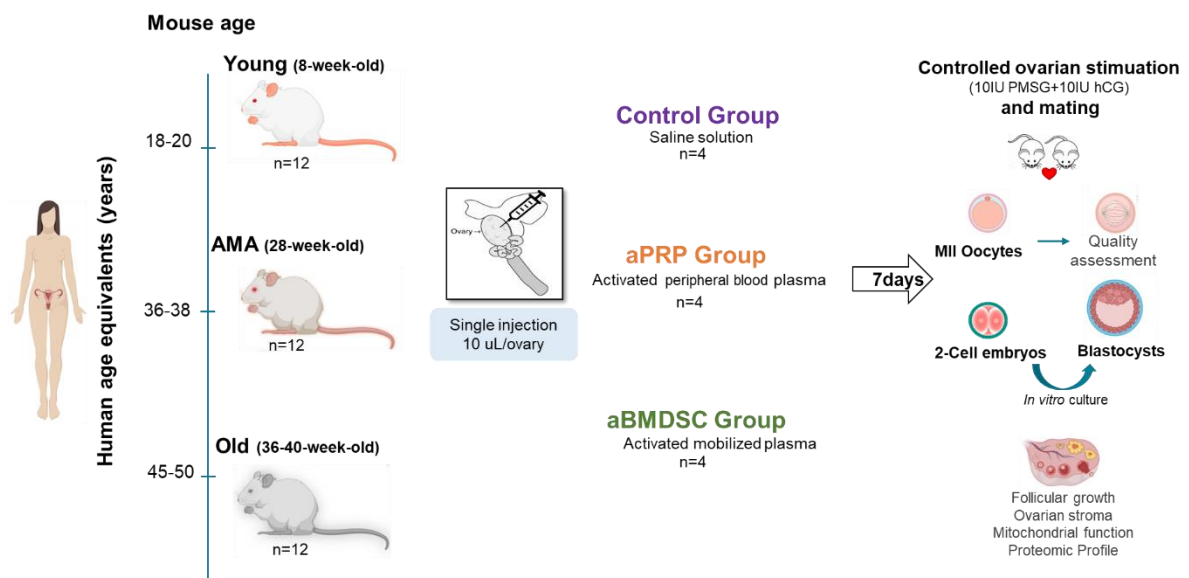 Mouse age
Human age equivalents (years)
Young (8-week-old)
18-20
n=12
AMA (28-week-old)
36-38
n=12
Old (36-40-week-old)
45-50
n=12
Ovary
Single injection
10 uL/ovary
Control Group
Saline solution
n=4
aPRP Group
Activated peripheral blood plasma
n=4
aBMDSC Group
Activated mobilized plasma
n=4
7days
Controlled ovarian stimuation
(10IU PMSG+10IU hCG)
and mating
MII Oocytes
Quality
assessment
2-Cell embryos
Blastocysts
In vitro culture
Follicular growth
Ovarian stroma
Mitochondrial function
Proteomic Profile